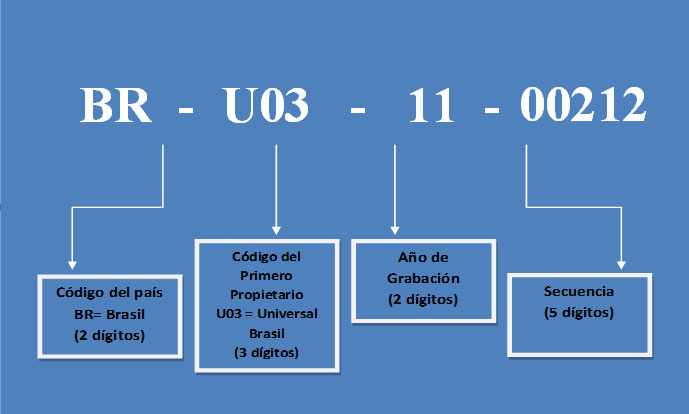 BR - U03 - 11 - 00212
Código del país
BR= Brasil
(2 dígitos)
Código del
Primero
Propietario
U03 = Universal
Brasil
(3 dígitos)
Año de
Grabación
(2 dígitos)
Secuencia
(5 dígitos)